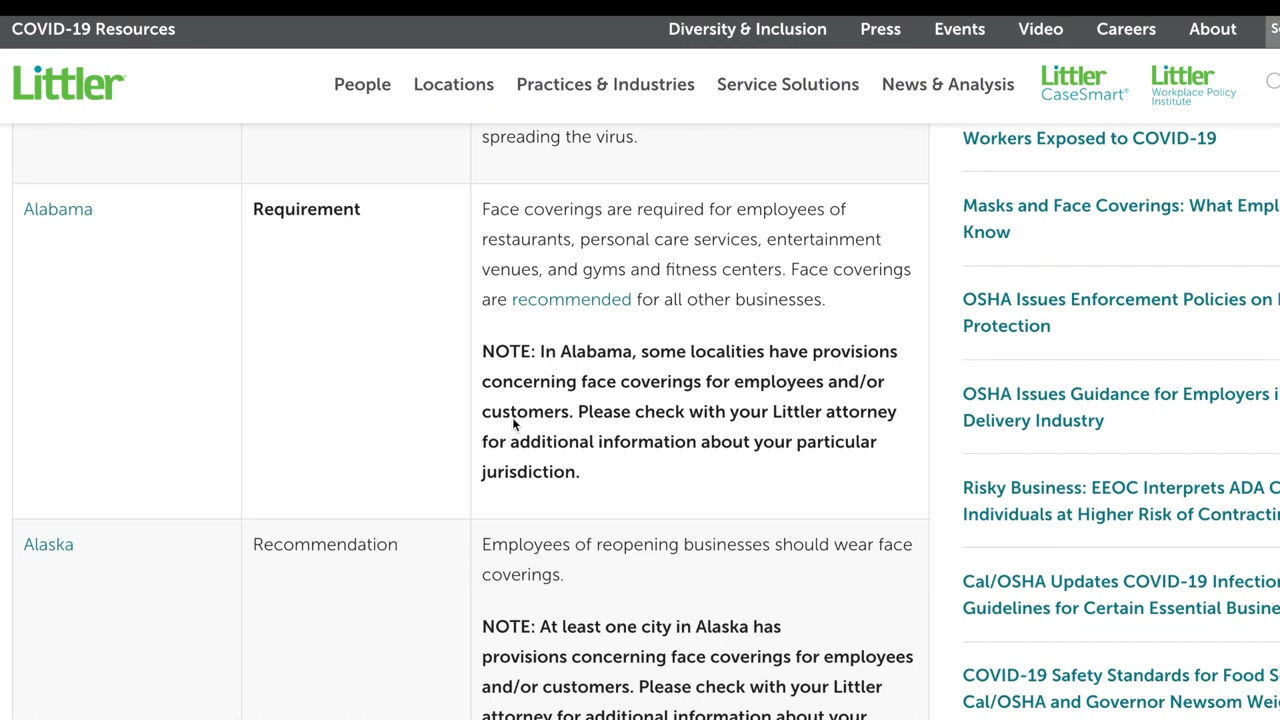 COVID-19 Resources
Diversity & Inclusion Press Events Video Careers About
Littler
People Locations Practices & Industries Service Solutions News & Analysis
Littler
CaseSmart®
Littler
Workplace Policy
Institute
spreading the virus.
Alabama
Requirement
Face coverings are required for employees of
restaurants, personal care services, entertainment
venues, and gyms and fitness centers. Face coverings
are recommended for all other businesses.
NOTE: In Alabama, some localities have provisions
concerning face coverings for employees and/or
customers. Please check with your Littler attorney
for additional information about your particular
jurisdiction.
Alaska
Recommendation
Employees of reopening businesses should wear face
coverings.
NOTE: At least one city in Alaska has
provisions concerning face coverings for employees
and/or customers. Please check with your Littler
attorney for additional information about your
Workers Exposed to COVID-19
Masks and Face Coverings: What
Know
OSHA Issues Enforcement Policies on
Protection
OSHA Issues Guidance for Employers
Delivery Industry
Risky Business: EEOC Interprets ADA
Individuals at Higher Risk of
Cal/OSHA Updates COVID-19
Guidelines for Certain Essential
COVID-19 Safety Standards for Food
Cal/OSHA and Governor Newsom